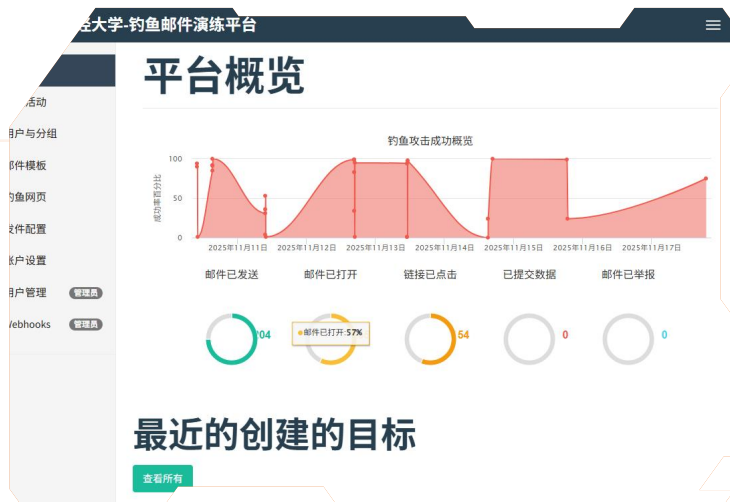 大学-钓鱼邮件演练平台
平台概览
活动
用户与分组
邮件模板
钓鱼网页
发件配置
账户设置
用户管理 管理员
Webhooks 管理员
钓鱼攻击成功概览
成功率百分比
100
50
0
2025年11月11日 2025年11月12日 2025年11月13日 2025年11月14日 2025年11月15日 2025年11月16日 2025年11月17日
邮件已发送 邮件已打开 链接已点击 已提交数据 邮件已举报
04 邮件已打开:57% 54 0 0
最近的创建的目标
查看所有